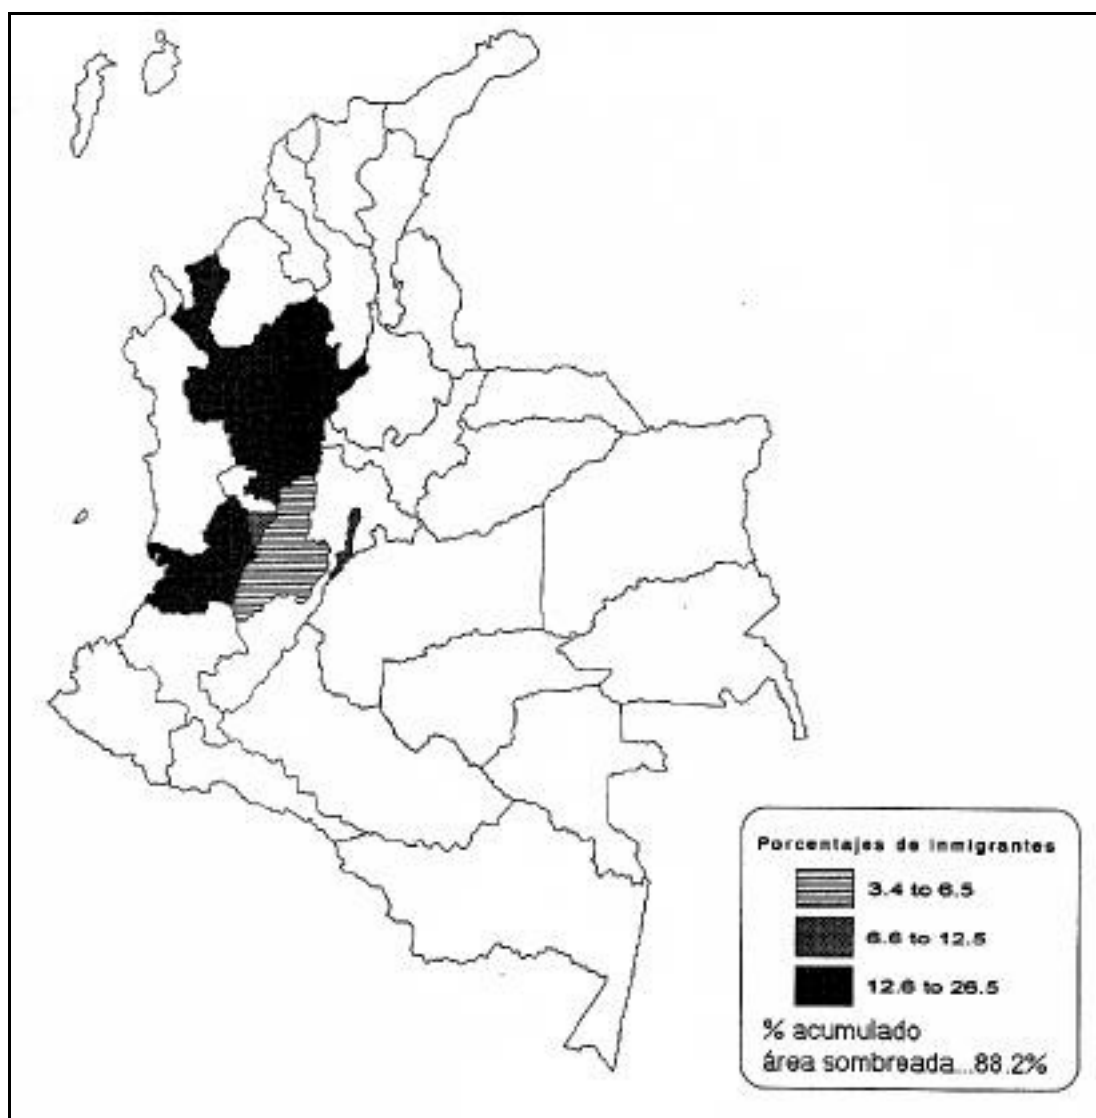 Porcentajes de inmigrantes
3.4 to 6.5
6.6 to 12.5
12.6 to 26.5
% acumulado
área sombreada...88.2%